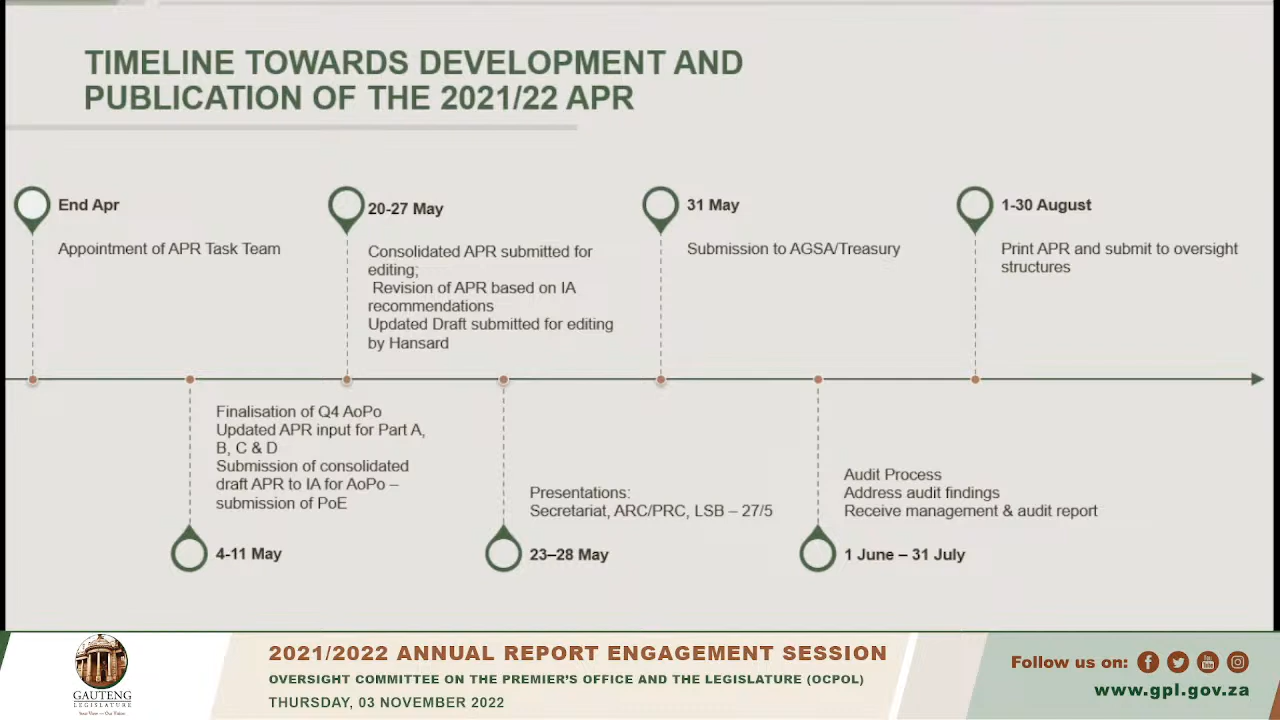 TIMELINE TOWARDS DEVELOPMENT AND
PUBLICATION OF THE 2021/22 APR
End Apr
Appointment of APR Task Team
20-27 May
Consolidated APR submitted for
editing;
Revision of APR based on IA
recommendations
Updated Draft submitted for editing
by Hansard
31 May
Submission to AGSA/Treasury
1-30 August
Print APR and submit to oversight
structures
Finalisation of Q4 AoPo
Updated APR input for Part A,
B, C & D
Submission of consolidated
draft APR to IA for AoPo –
submission of PoE
4-11 May
Presentations:
Secretariat, ARC/PRC, LSB – 27/5
23–28 May
Audit Process
Address audit findings
Receive management & audit report
1 June – 31 July
GAUTENG
LEGISLATURE
Your View — Our Vision
2021/2022 ANNUAL REPORT ENGAGEMENT SESSION
OVERSIGHT COMMITTEE ON THE PREMIER'S OFFICE AND THE LEGISLATURE (OCPOL)
THURSDAY, 03 NOVEMBER 2022
Follow us on:
www.gpl.gov.za